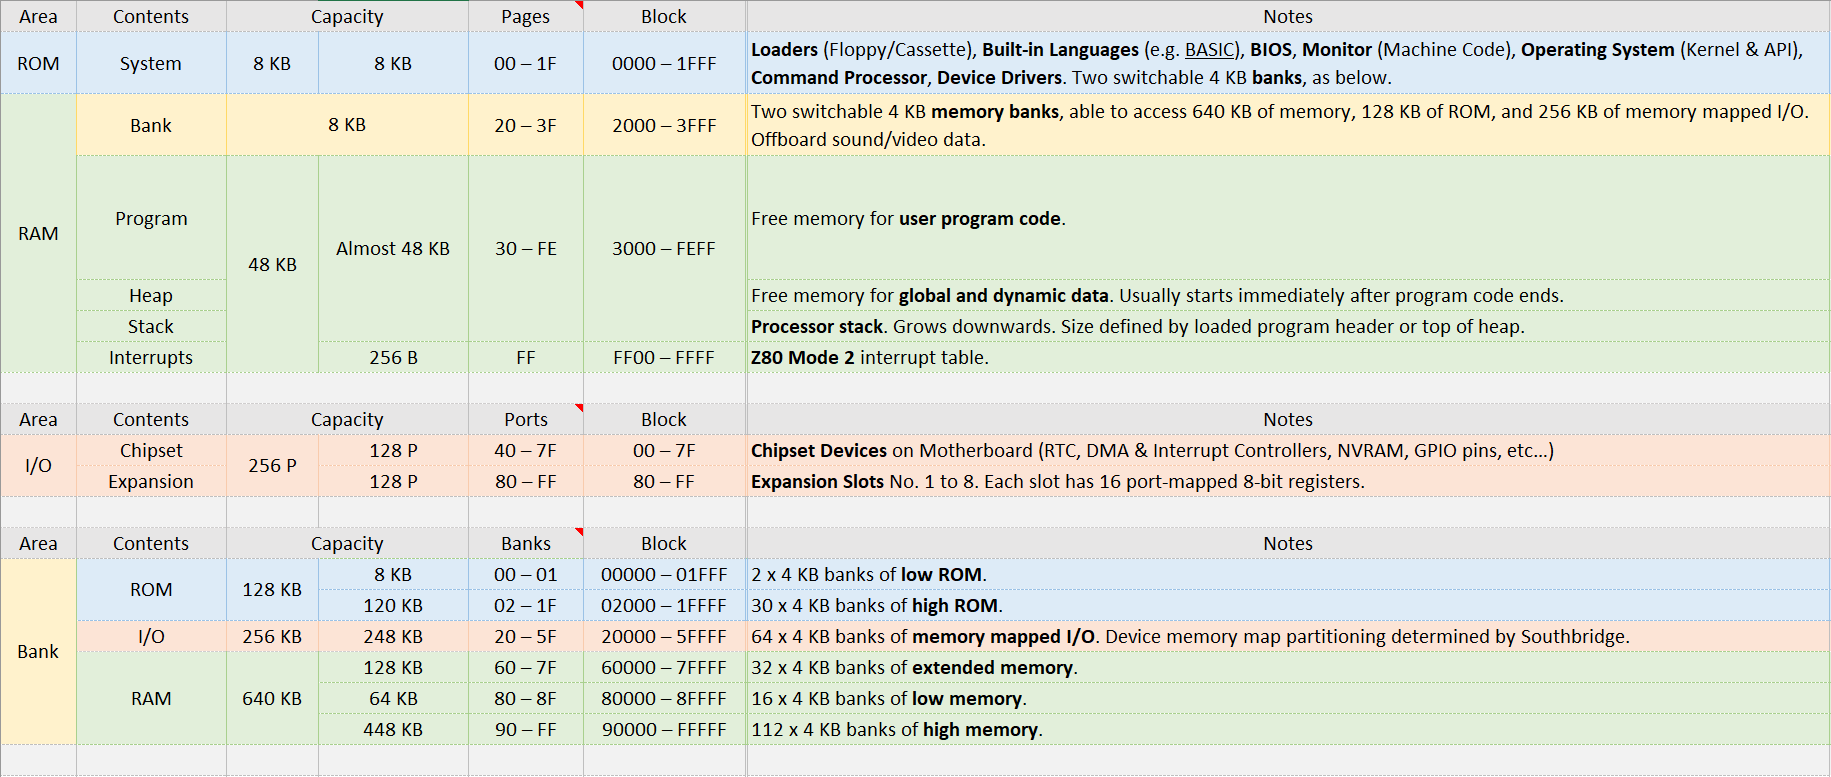 Area Contents Capacity Pages Block Notes
ROM System 8 KB 8 KB 00 – 1F 0000 – 1FFF Loaders (Floppy/Cassette), Built-in Languages (e.g. BASIC), BIOS, Monitor (Machine Code), Operating System (Kernel & API),
Command Processor, Device Drivers. Two switchable 4 KB banks, as below.
RAM
Bank 8 KB 20 – 3F 2000 – 3FFF Two switchable 4 KB memory banks, able to access 640 KB of memory, 128 KB of ROM, and 256 KB of memory mapped I/O.
Offboard sound/video data.
Program 48 KB Almost 48 KB 30 – FE 3000 – FEFF Free memory for user program code.
Heap Free memory for global and dynamic data. Usually starts immediately after program code ends.
Stack Processor stack. Grows downwards. Size defined by loaded program header or top of heap.
Interrupts 256 B FF FF00 – FFFF Z80 Mode 2 interrupt table.
Area Contents Capacity Ports Block Notes
I/O 256 P
Chipset 128 P 40 – 7F 00 – 7F Chipset Devices on Motherboard (RTC, DMA & Interrupt Controllers, NVRAM, GPIO pins, etc...)
Expansion 128 P 80 – FF 80 – FF Expansion Slots No. 1 to 8. Each slot has 16 port-mapped 8-bit registers.
Area Contents Capacity Banks Block Notes
Bank
ROM 128 KB 8 KB 00 – 01 00000 – 01FFF 2 x 4 KB banks of low ROM.
120 KB 02 – 1F 02000 – 1FFFF 30 x 4 KB banks of high ROM.
I/O 256 KB 248 KB 20 – 5F 20000 – 5FFFF 64 x 4 KB banks of memory mapped I/O. Device memory map partitioning determined by Southbridge.
RAM 640 KB 128 KB 60 – 7F 60000 – 7FFFF 32 x 4 KB banks of extended memory.
64 KB 80 – 8F 80000 – 8FFFF 16 x 4 KB banks of low memory.
448 KB 90 – FF 90000 – FFFFF 112 x 4 KB banks of high memory.